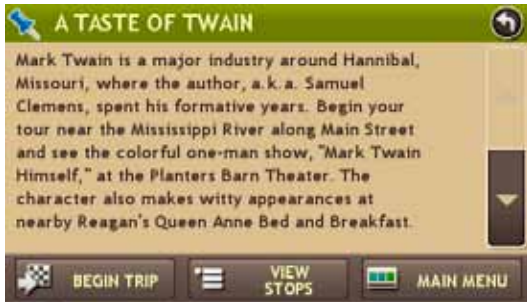 A TASTE OF TWAIN
Mark Twain is a major industry around Hannibal,
Missouri, where the author, a.k.a. Samuel
Clemens, spent his formative years. Begin your
tour near the Mississippi River along Main Street
and see the colorful one-man show, "Mark Twain
Himself," at the Planters Barn Theater. The
character also makes witty appearances at
nearby Reagan's Queen Anne Bed and Breakfast.
BEGIN TRIP
VIEW
STOPS
MAIN MENU